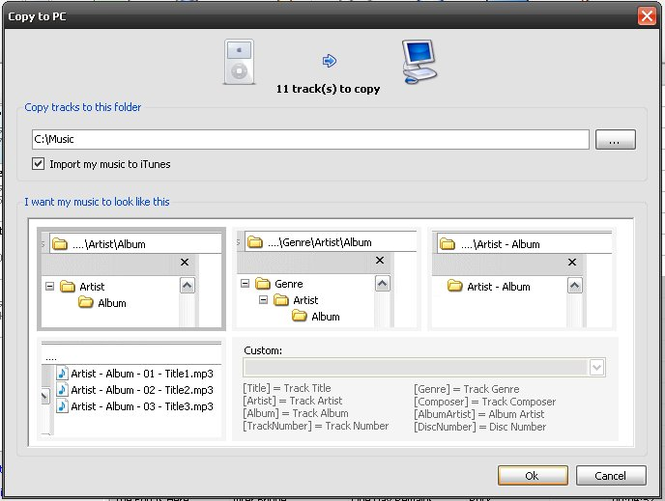 Copy to PC
11 track(s) to copy
Copy tracks to this folder
C:\Music
...
Import my music to iTunes
I want my music to look like this
....\Artist\Album
Artist
Album
....\Genre\Artist\Album
Genre
Artist
Album
....\Artist - Album
Artist - Album
....
Artist - Album - 01 - Title1.mp3
Artist - Album - 02 - Title2.mp3
Artist - Album - 03 - Title3.mp3
Custom:
[Title] = Track Title
[Artist] = Track Artist
[Album] = Track Album
[TrackNumber] = Track Number
[Genre] = Track Genre
[Composer] = Track Composer
[AlbumArtist] = Album Artist
[DiscNumber] = Disc Number
Ok
Cancel